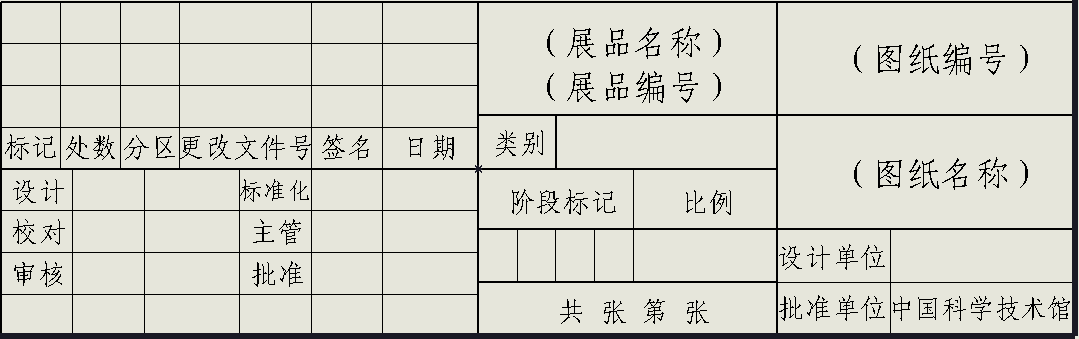 （展品名称）
（展品编号）
（图纸编号）
标记 处数 分区 更改文件号 签名 日期
类别
（图纸名称）
设计 标准化
阶段标记 比例
校对 主管
设计单位
审核 批准
共 张 第 张
批准单位 中国科学技术馆